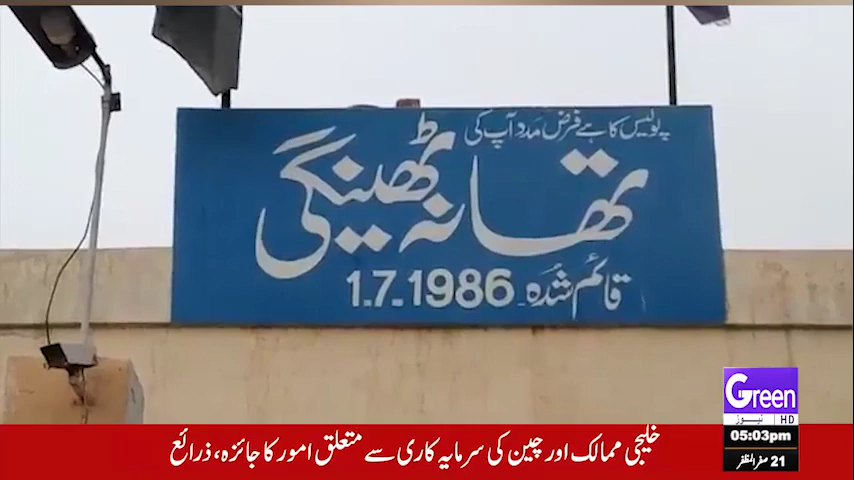 پولیس کا ہے فرض مدد آپ کی
تھانہ ٹھینگی
قائم شدہ 1.7.1986
Green
نیوز HD
05:03pm
21 صفر المظفر
خلیجی ممالک اور چین کی سرمایہ کاری سے متعلق امور کا جائزہ، ذرائع